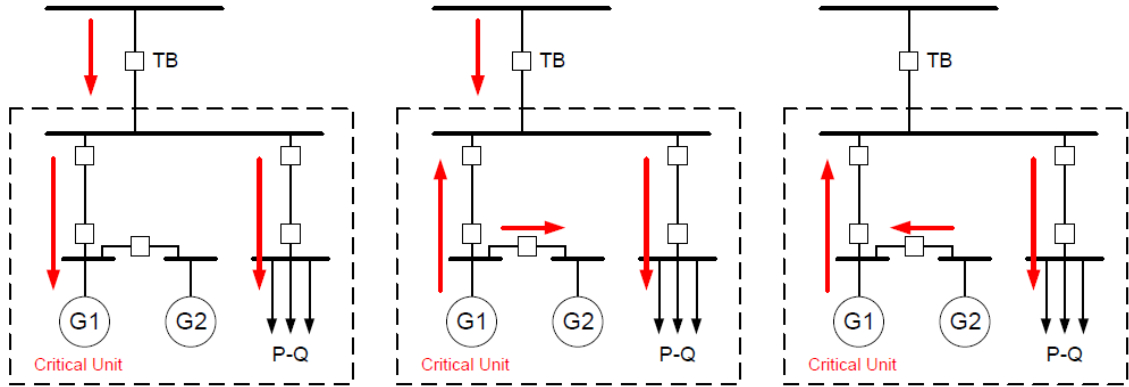 TB
TB
TB
G1
G2
P-Q
Critical Unit
G1
G2
P-Q
Critical Unit
G1
G2
P-Q
Critical Unit